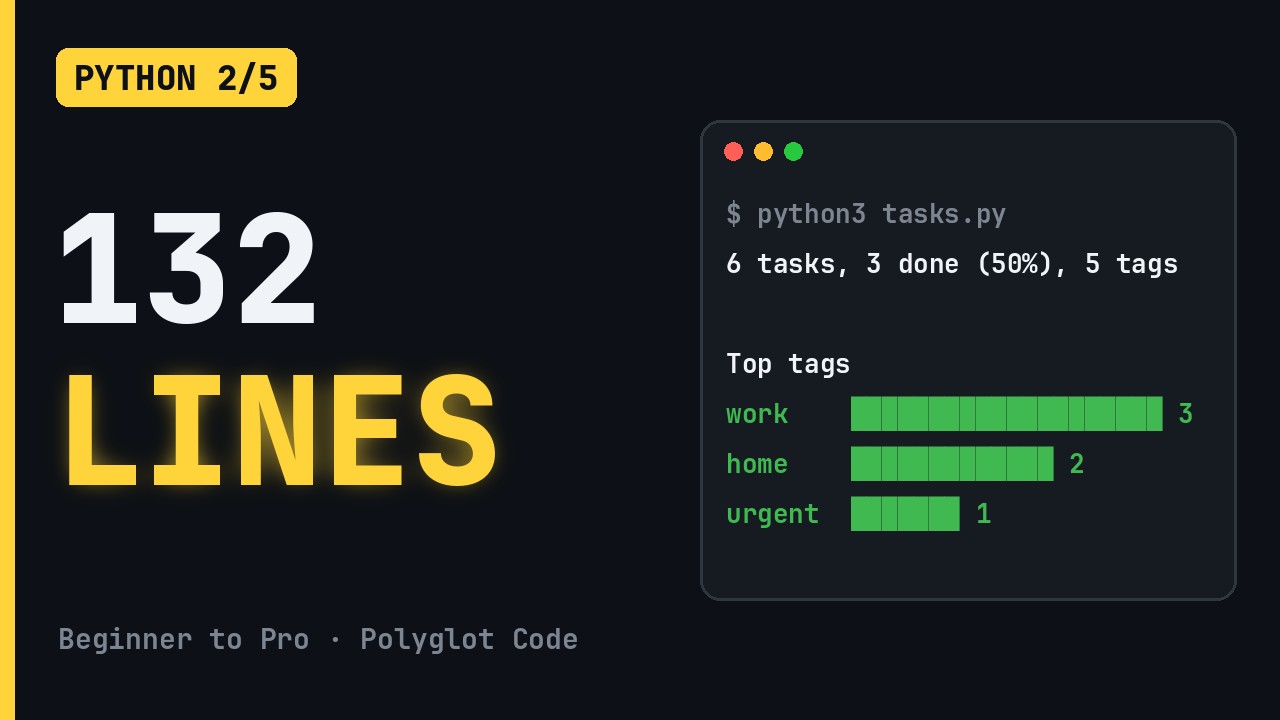 PYTHON 2/5
132
LINES
$ python3 tasks.py
6 tasks, 3 done (50%), 5 tags
Top tags
work 3
home 2
urgent 1
Beginner to Pro · Polyglot Code